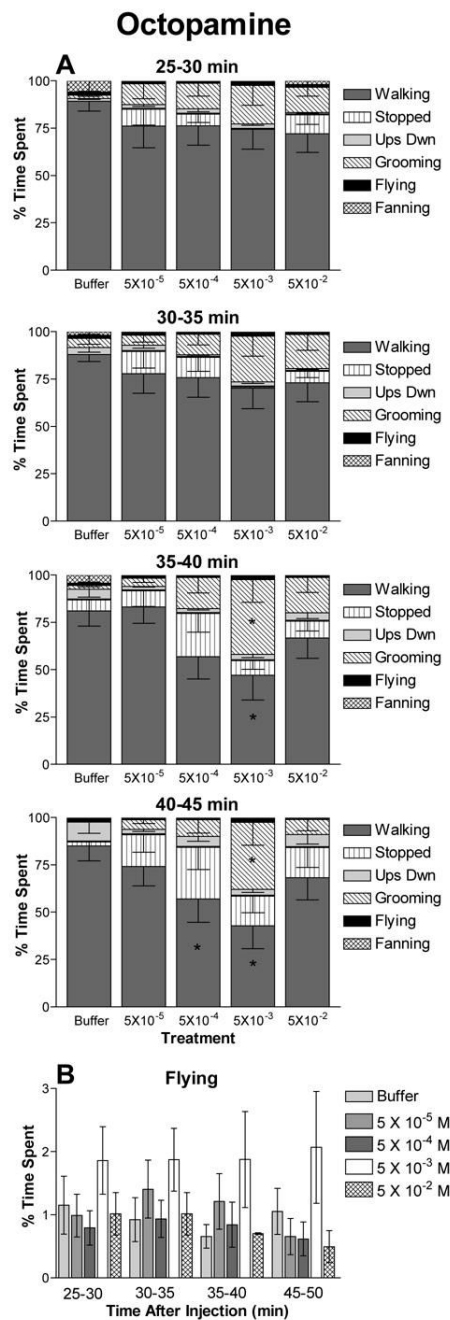 Octopamine
A
25-30 min
% Time Spent
100
75
50
25
0
Buffer 5X10⁻⁵ 5X10⁻⁴ 5X10⁻³ 5X10⁻²
Walking
Stopped
Ups Dwn
Grooming
Flying
Fanning
30-35 min
% Time Spent
100
75
50
25
0
Buffer 5X10⁻⁵ 5X10⁻⁴ 5X10⁻³ 5X10⁻²
Walking
Stopped
Ups Dwn
Grooming
Flying
Fanning
35-40 min
% Time Spent
100
75
50
25
0
* *
Buffer 5X10⁻⁵ 5X10⁻⁴ 5X10⁻³ 5X10⁻²
Walking
Stopped
Ups Dwn
Grooming
Flying
Fanning
40-45 min
% Time Spent
100
75
50
25
0
* * *
Buffer 5X10⁻⁵ 5X10⁻⁴ 5X10⁻³ 5X10⁻²
Treatment
Walking
Stopped
Ups Dwn
Grooming
Flying
Fanning
B
Flying
% Time Spent
3
2
1
0
25-30 30-35 35-40 45-50
Time After Injection (min)
Buffer
5 X 10⁻⁵ M
5 X 10⁻⁴ M
5 X 10⁻³ M
5 X 10⁻² M